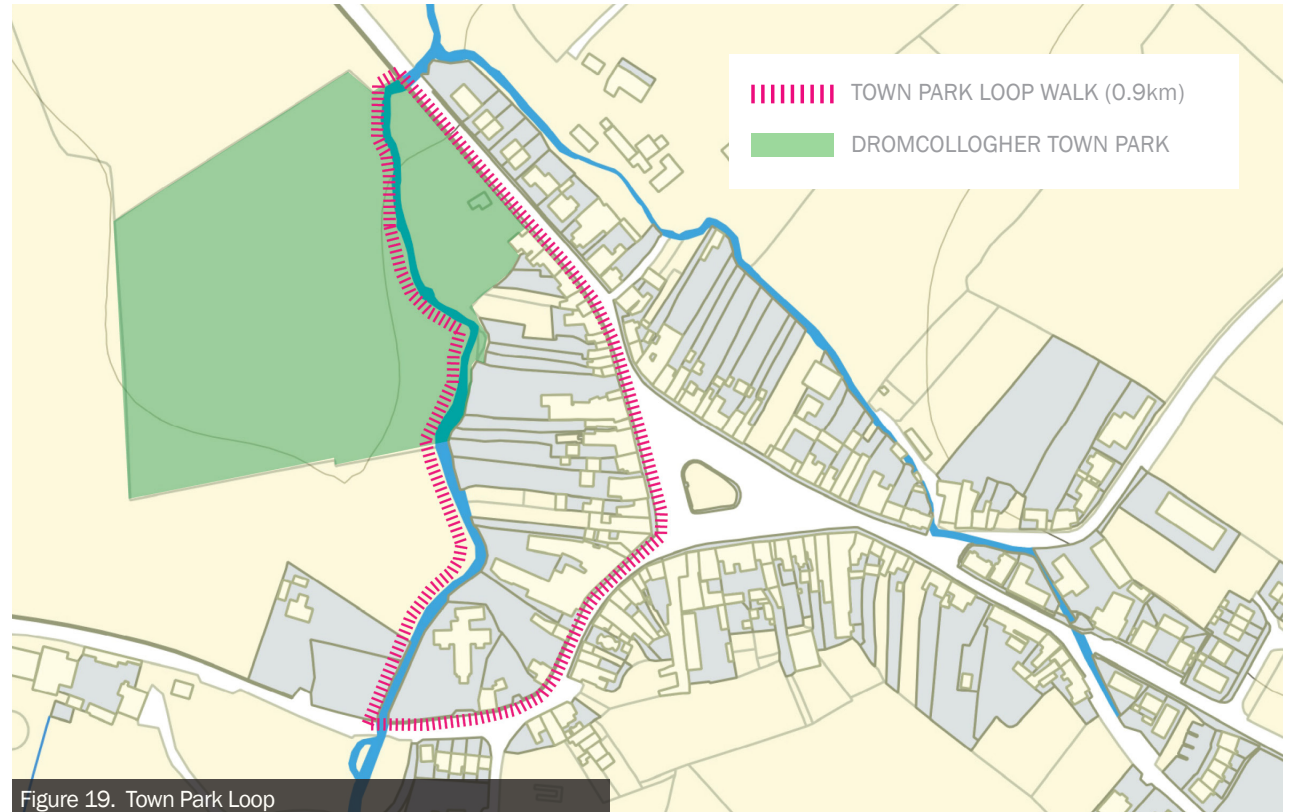 TOWN PARK LOOP WALK (0.9km)
DROMCOLLOGHER TOWN PARK
Figure 19. Town Park Loop